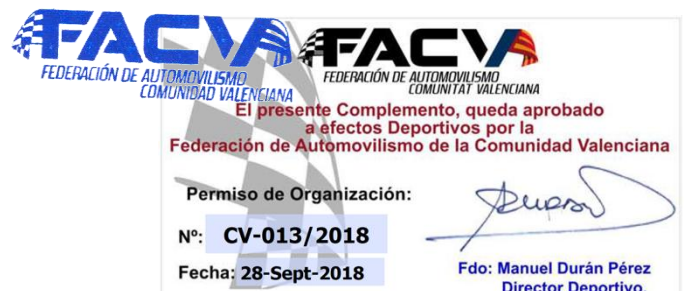 FACVA
FEDERACIÓN DE AUTOMOVILISMO
COMUNIDAD VALENCIANA
FACVA
FEDERACIÓN DE AUTOMOVILISMO
COMUNITAT VALENCIANA
El presente Complemento, queda aprobado
a efectos Deportivos por la
Federación de Automovilismo de la Comunidad Valenciana
Permiso de Organización:
Nº: CV-013/2018
Fecha: 28-Sept-2018
Fdo: Manuel Durán Pérez
Director Deportivo.